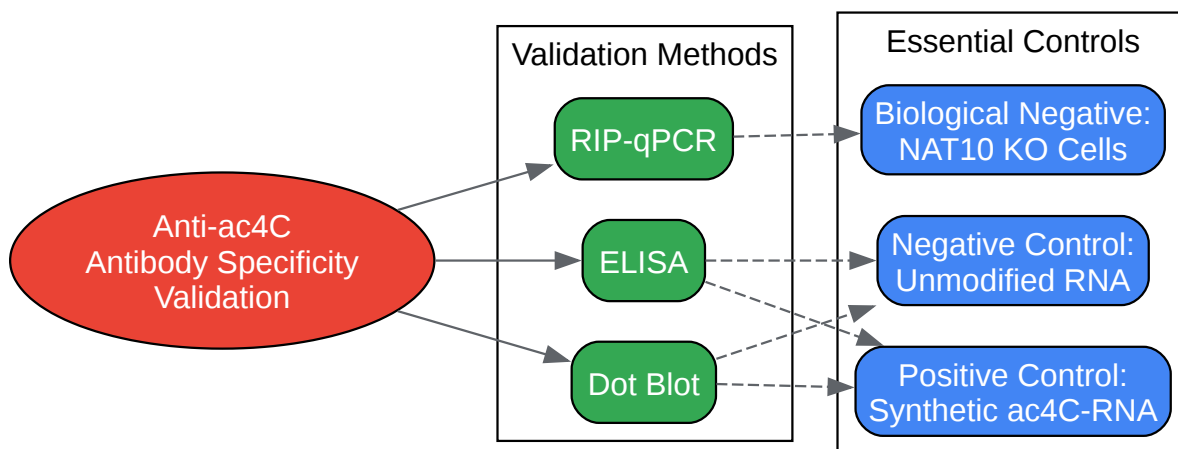 Validation Methods
Essential Controls
RIP-qPCR
Biological Negative:
NAT10 KO Cells
Anti-ac4C
Antibody Specificity
Validation
ELISA
Negative Control:
Unmodified RNA
Dot Blot
Positive Control:
Synthetic ac4C-RNA